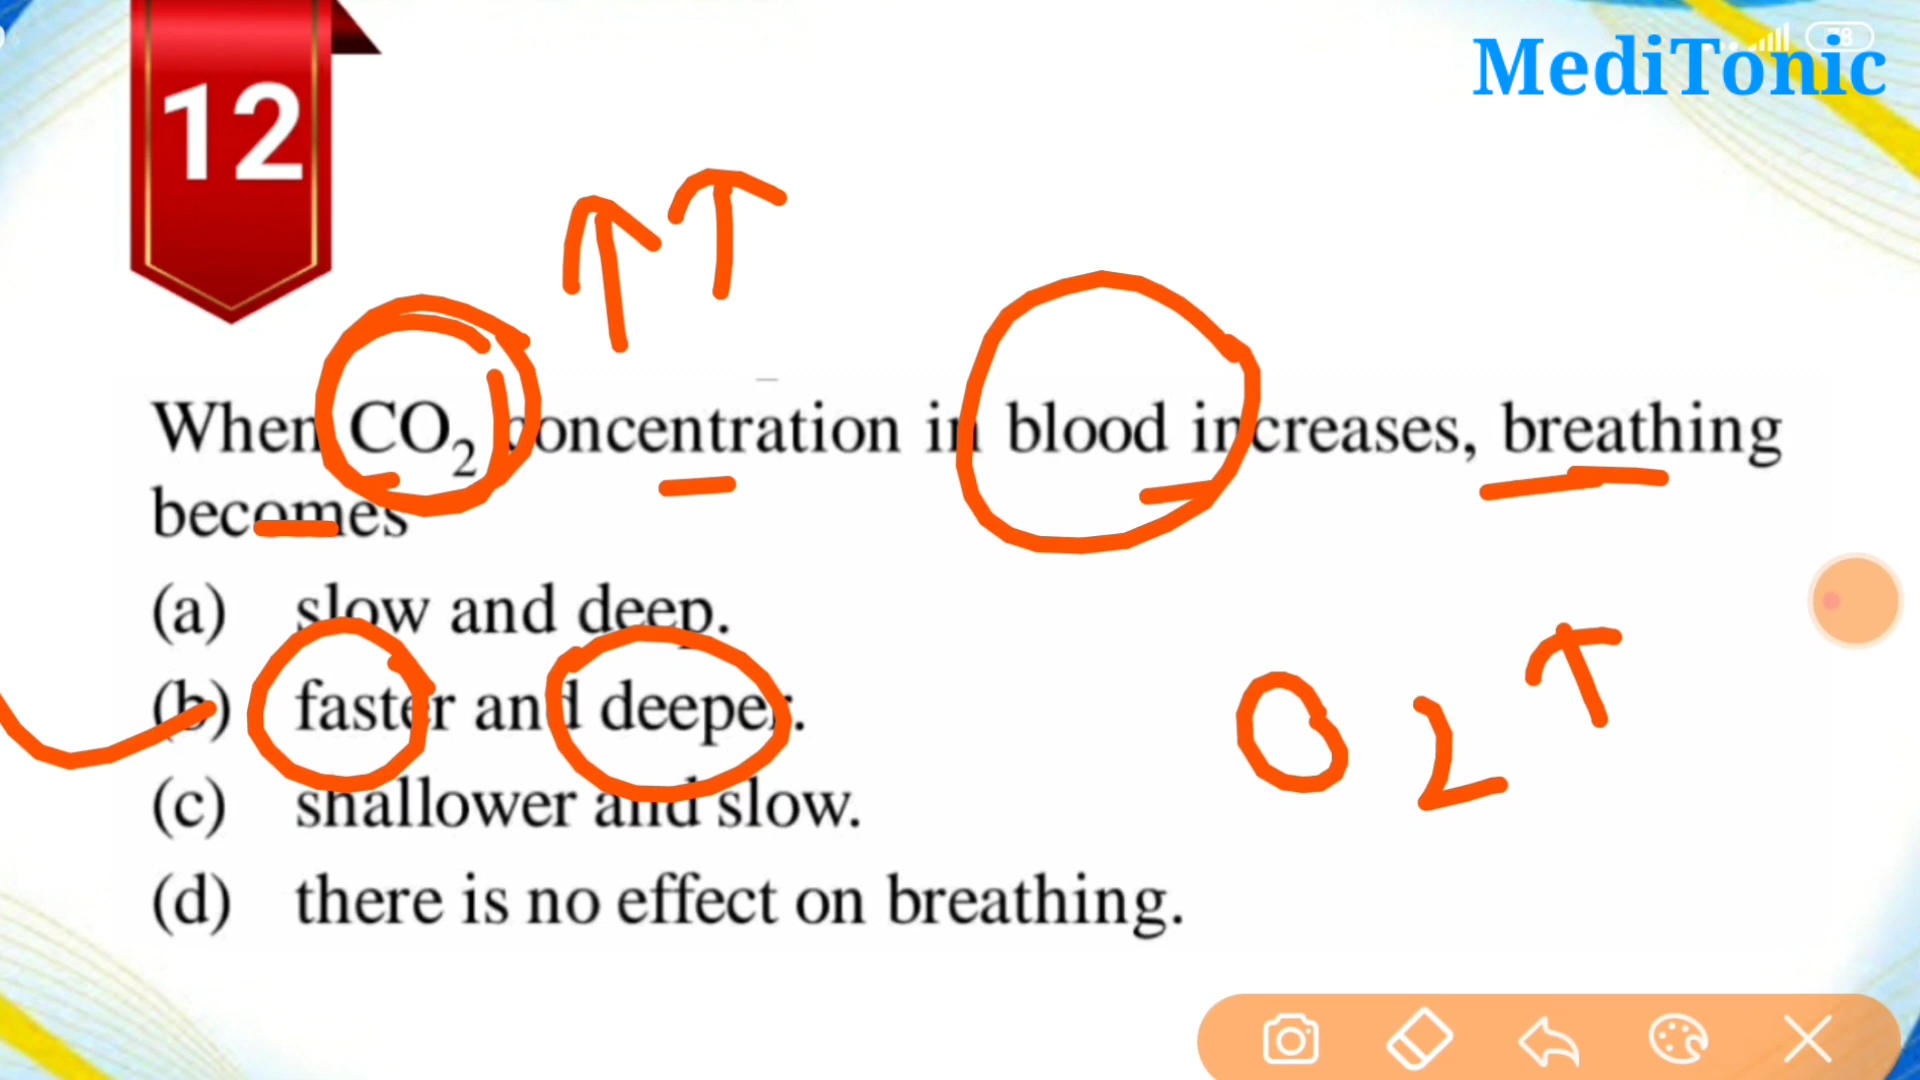 MediTonic
78
12
When CO₂ concentration in blood increases, breathing
becomes
(a) slow and deep.
(b) faster and deeper.
(c) shallower and slow.
(d) there is no effect on breathing.
O2 ↑